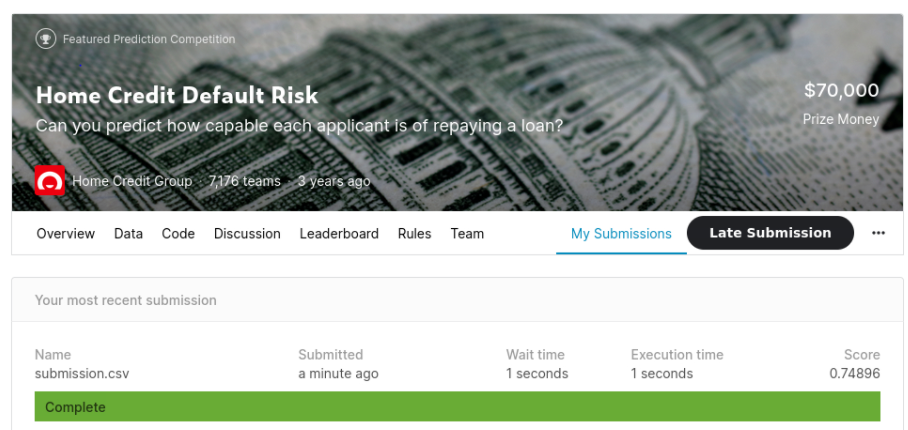 Featured Prediction Competition
Home Credit Default Risk
Can you predict how capable each applicant is of repaying a loan?
$70,000
Prize Money
Home Credit Group · 7,176 teams · 3 years ago
Overview Data Code Discussion Leaderboard Rules Team My Submissions Late Submission ···
Your most recent submission
Name Submitted Wait time Execution time Score
submission.csv a minute ago 1 seconds 1 seconds 0.74896
Complete